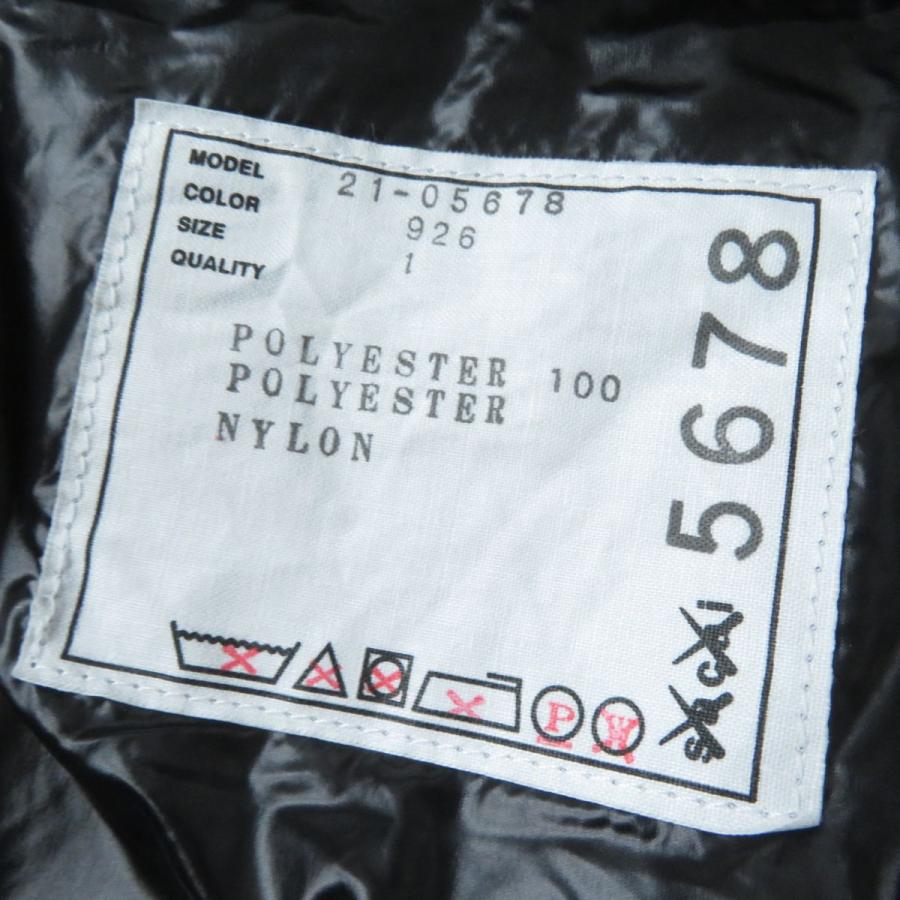 MODEL 21-05678
COLOR 926
SIZE 1
QUALITY
POLYESTER 100
POLYESTER
NYLON
P
W
sacai 5678